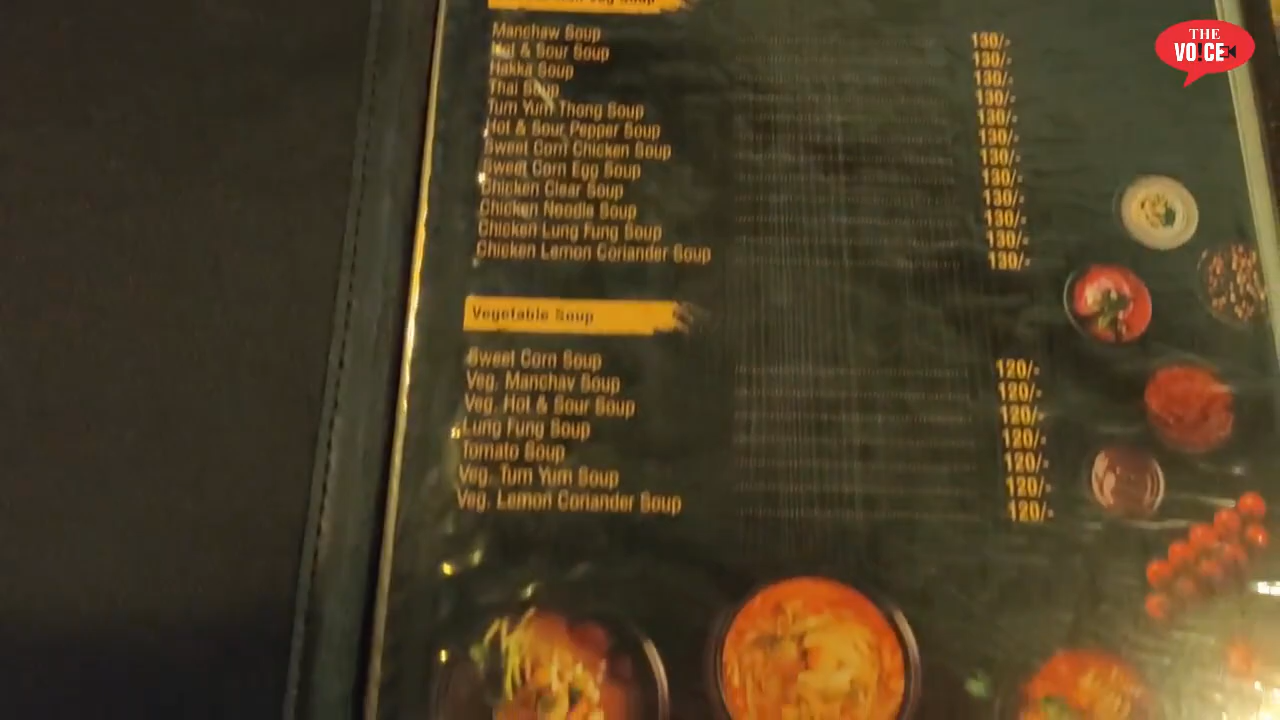 Veg Soup
Manchaw Soup 130/-
Hot & Sour Soup 130/-
Hakka Soup 130/-
Thai Soup 130/-
Tum Yum Thong Soup 130/-
Hot & Sour Pepper Soup 130/-
Sweet Corn Chicken Soup 130/-
Sweet Corn Egg Soup 130/-
Chicken Clear Soup 130/-
Chicken Noodle Soup 130/-
Chicken Lung Fung Soup 130/-
Chicken Lemon Coriander Soup 130/-
Vegetable Soup
Sweet Corn Soup 120/-
Veg. Manchav Soup 120/-
Veg. Hot & Sour Soup 120/-
Lung Fung Soup 120/-
Tomato Soup 120/-
Veg. Tum Yum Soup 120/-
Veg. Lemon Coriander Soup 120/-
THE
VO!CE